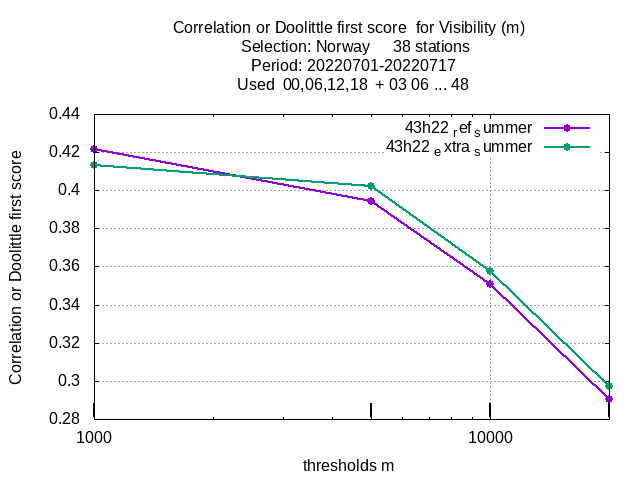 Correlation or Doolittle first score  for Visibility (m)
Selection: Norway     38 stations
Period: 20220701-20220717
Used  00,06,12,18  + 03 06 ... 48
43h22 ref summer
43h22 extra summer
Correlation or Doolittle first score
0.44
0.42
0.4
0.38
0.36
0.34
0.32
0.3
0.28
1000
10000
thresholds m